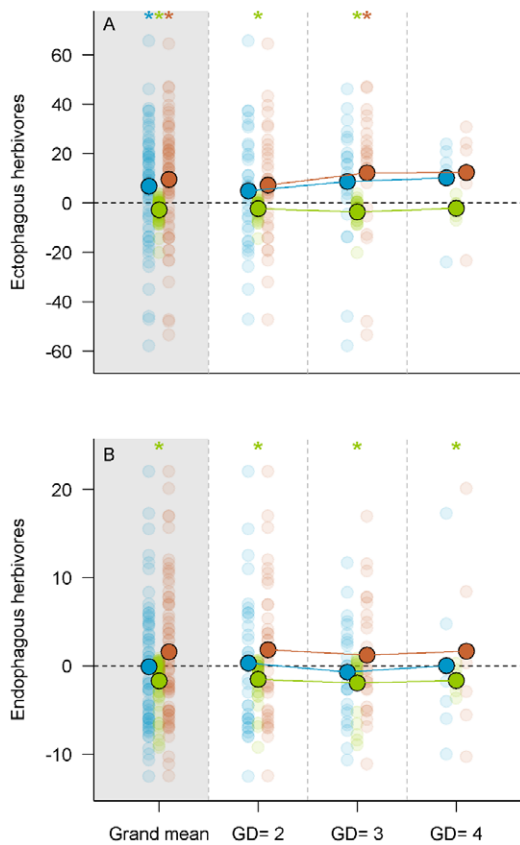 * * * * * *
A
60
40
20
0
-20
-40
-60
Ectophagous herbivores
* * * *
B
20
10
0
-10
Endophagous herbivores
Grand mean GD= 2 GD= 3 GD= 4